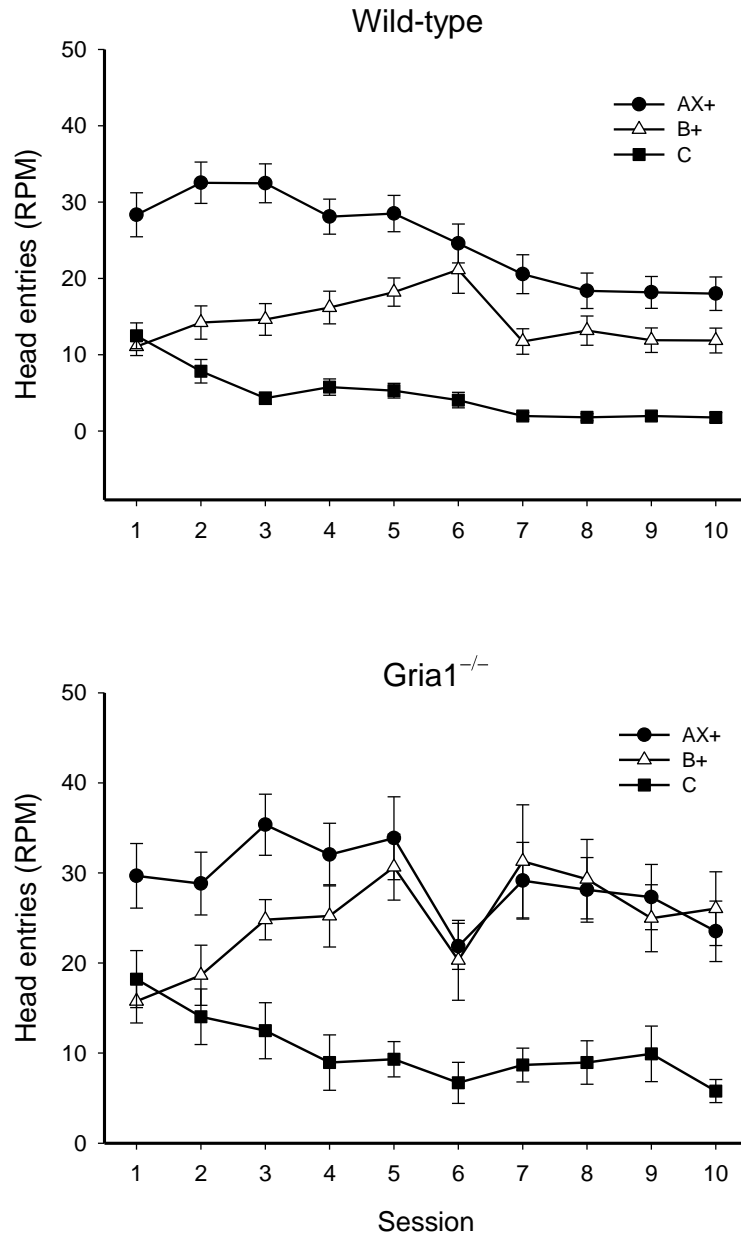 Wild-type
50
40
30
20
10
0
Head entries (RPM)
AX+
B+
C
1 2 3 4 5 6 7 8 9 10
Gria1−/−
50
40
30
20
10
0
Head entries (RPM)
AX+
B+
C
1 2 3 4 5 6 7 8 9 10
Session